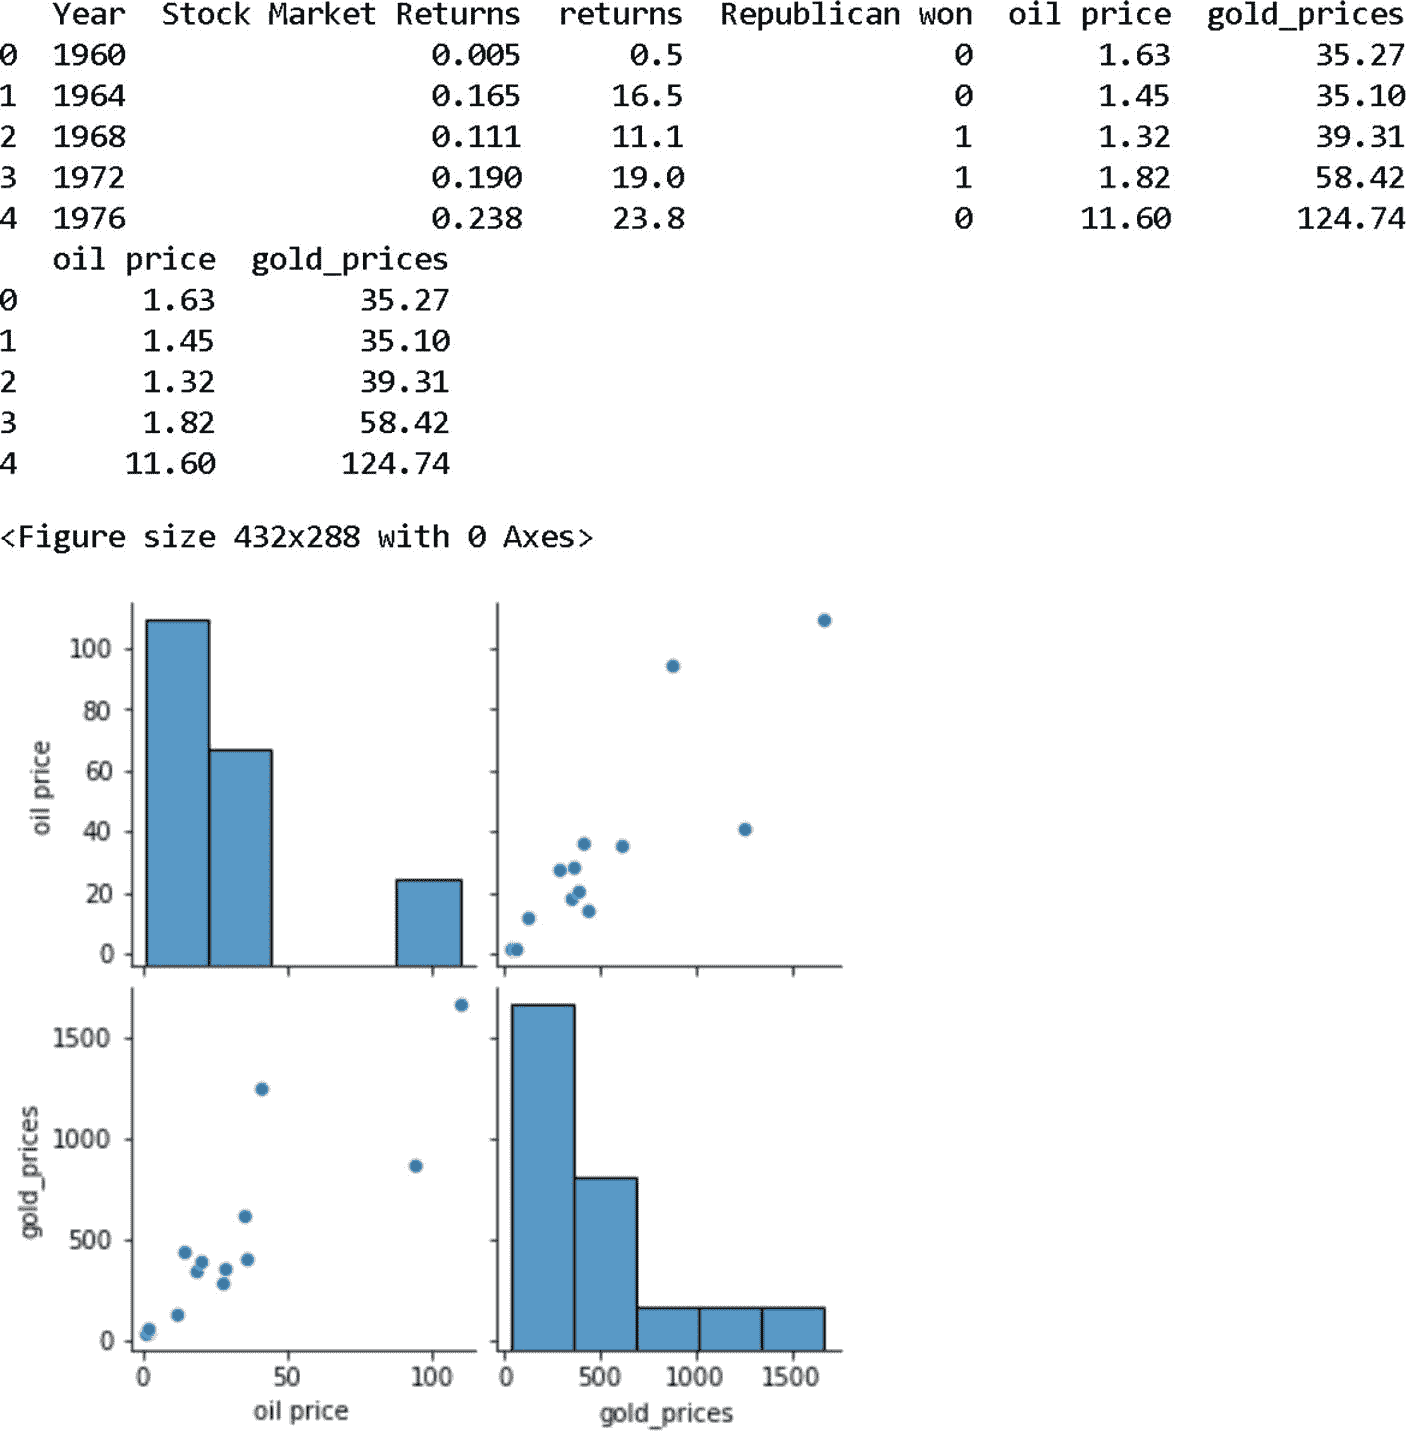 Year Stock Market Returns returns Republican won oil price gold_prices
0 1960 0.005 0.5 0 1.63 35.27
1 1964 0.165 16.5 0 1.45 35.10
2 1968 0.111 11.1 1 1.32 39.31
3 1972 0.190 19.0 1 1.82 58.42
4 1976 0.238 23.8 0 11.60 124.74
oil price gold_prices
0 1.63 35.27
1 1.45 35.10
2 1.32 39.31
3 1.82 58.42
4 11.60 124.74
<Figure size 432x288 with 0 Axes>
100
80
60
40
20
0
oil price
1500
1000
500
0
gold_prices
0 50 100
oil price
0 500 1000 1500
gold_prices